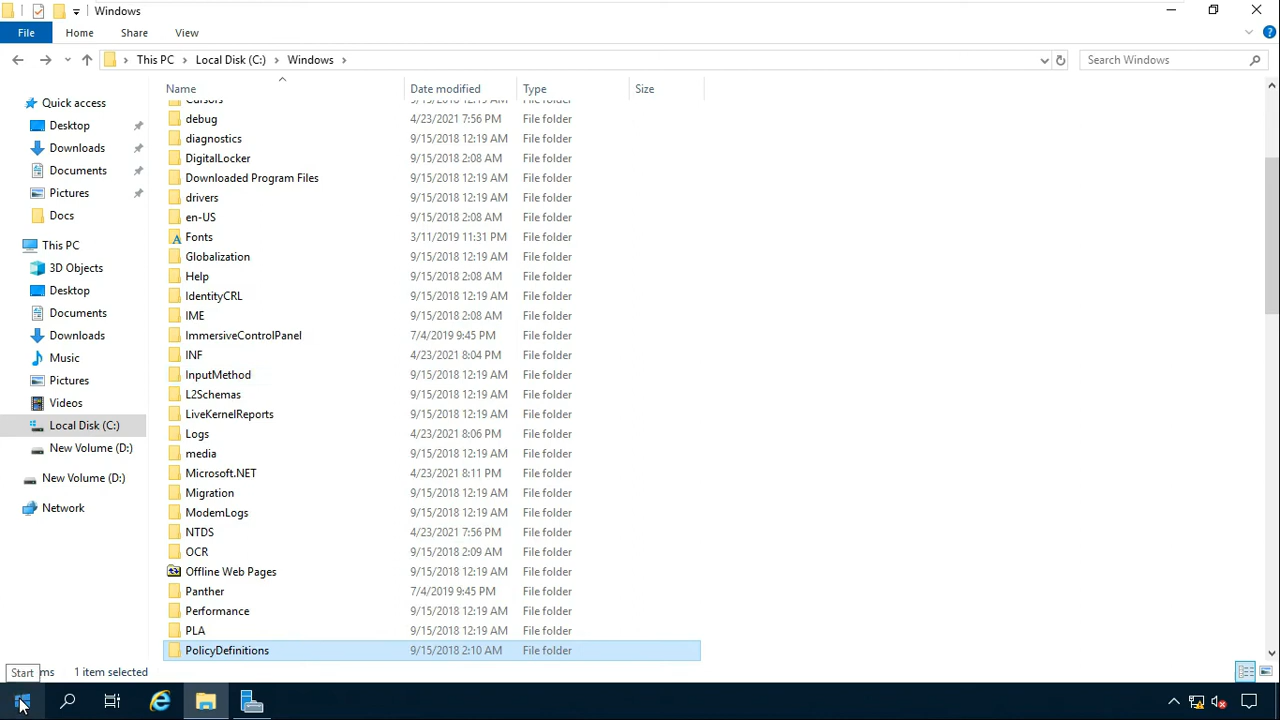 Windows
File Home Share View
This PC Local Disk (C:) Windows Search Windows
Name Date modified Type Size
Quick access
Desktop
Downloads
Documents
Pictures
Docs
This PC
3D Objects
Desktop
Documents
Downloads
Music
Pictures
Videos
Local Disk (C:)
New Volume (D:)
New Volume (D:)
Network
Cursors 9/15/2018 12:19 AM File folder
debug 4/23/2021 7:56 PM File folder
diagnostics 9/15/2018 12:19 AM File folder
DigitalLocker 9/15/2018 2:08 AM File folder
Downloaded Program Files 9/15/2018 12:19 AM File folder
drivers 9/15/2018 12:19 AM File folder
en-US 9/15/2018 2:08 AM File folder
Fonts 3/11/2019 11:31 PM File folder
Globalization 9/15/2018 12:19 AM File folder
Help 9/15/2018 2:08 AM File folder
IdentityCRL 9/15/2018 12:19 AM File folder
IME 9/15/2018 2:08 AM File folder
ImmersiveControlPanel 7/4/2019 9:45 PM File folder
INF 4/23/2021 8:04 PM File folder
InputMethod 9/15/2018 12:19 AM File folder
L2Schemas 9/15/2018 12:19 AM File folder
LiveKernelReports 9/15/2018 12:19 AM File folder
Logs 4/23/2021 8:06 PM File folder
media 9/15/2018 12:19 AM File folder
Microsoft.NET 4/23/2021 8:11 PM File folder
Migration 9/15/2018 12:19 AM File folder
ModemLogs 9/15/2018 12:19 AM File folder
NTDS 4/23/2021 7:56 PM File folder
OCR 9/15/2018 2:09 AM File folder
Offline Web Pages 9/15/2018 12:19 AM File folder
Panther 7/4/2019 9:45 PM File folder
Performance 9/15/2018 12:19 AM File folder
PLA 9/15/2018 12:19 AM File folder
PolicyDefinitions 9/15/2018 2:10 AM File folder
Start ms 1 item selected